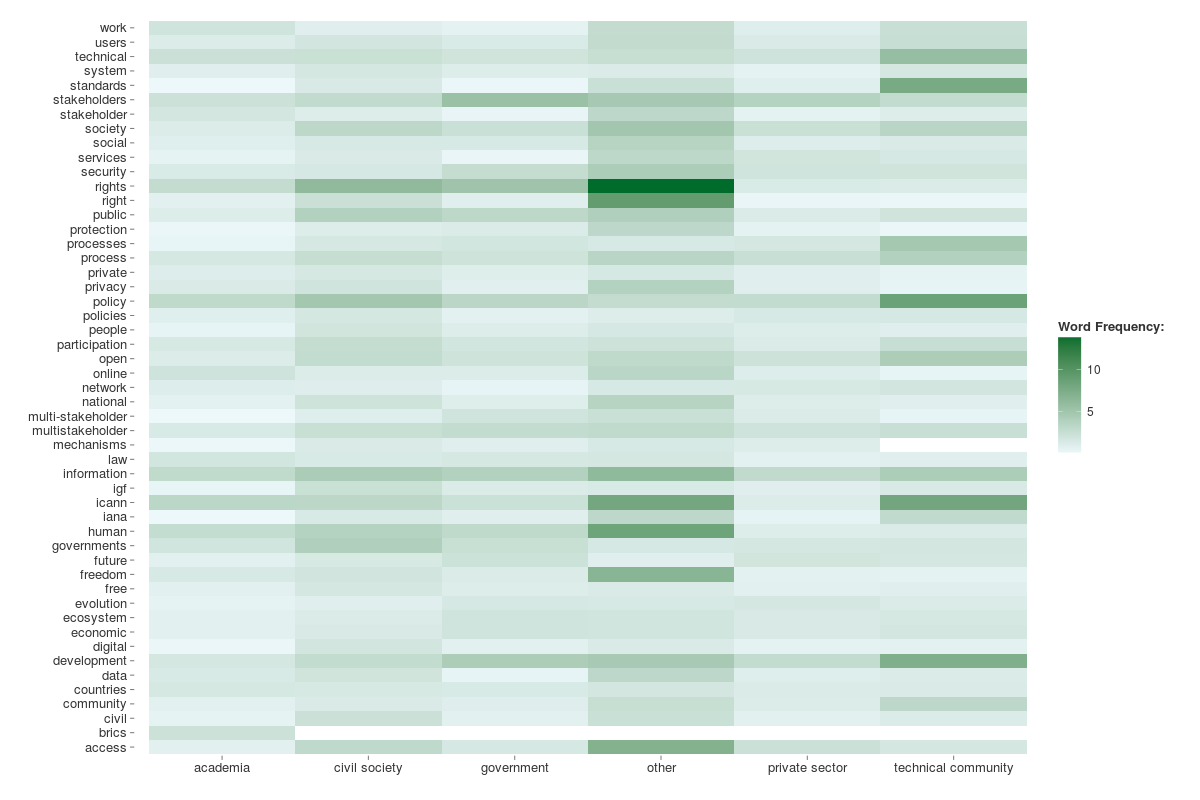 work
users
technical
system
standards
stakeholders
stakeholder
society
social
services
security
rights
right
public
protection
processes
process
private
privacy
policy
policies
people
participation
open
online
network
national
multi-stakeholder
multistakeholder
mechanisms
law
information
igf
icann
iana
human
governments
future
freedom
free
evolution
ecosystem
economic
digital
development
data
countries
community
civil
brics
access
academia civil society government other private sector technical community
Word Frequency:
10
5